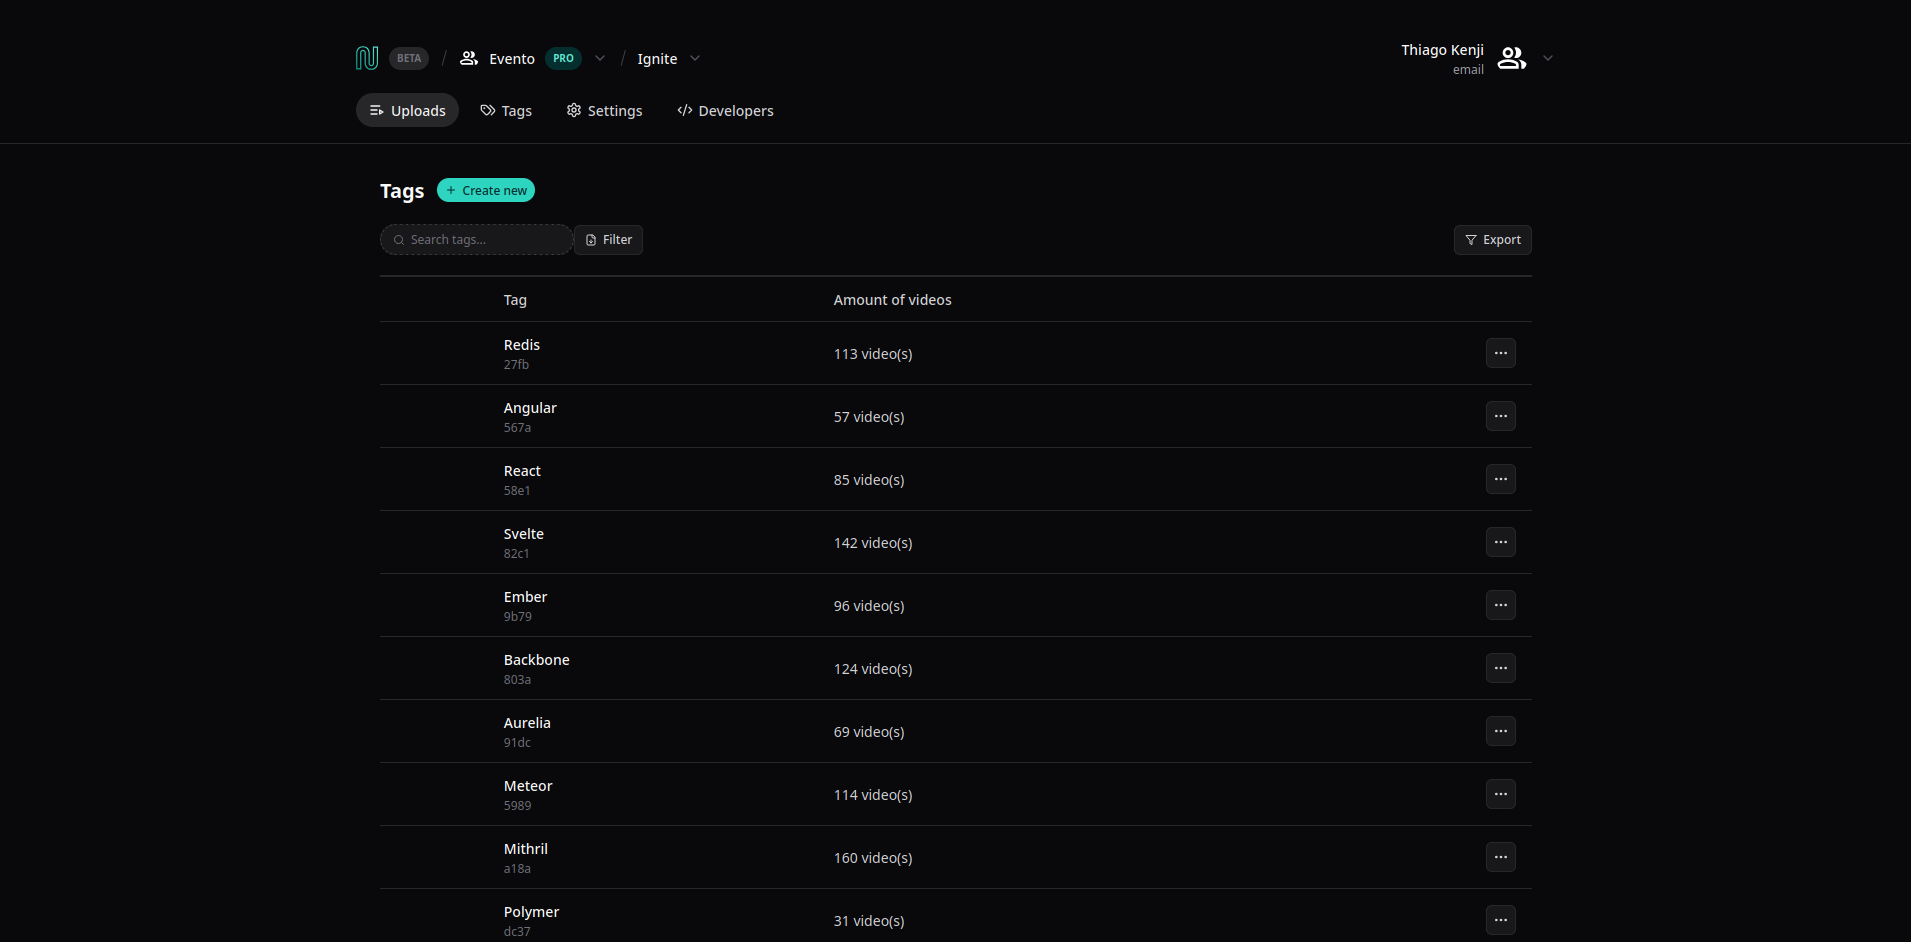 BETA / Evento PRO / Ignite
Thiago Kenji
email
Uploads Tags Settings Developers
Tags + Create new
Search tags... Filter Export
Tag Amount of videos
Redis
27fb
113 video(s)
Angular
567a
57 video(s)
React
58e1
85 video(s)
Svelte
82c1
142 video(s)
Ember
9b79
96 video(s)
Backbone
803a
124 video(s)
Aurelia
91dc
69 video(s)
Meteor
5989
114 video(s)
Mithril
a18a
160 video(s)
Polymer
dc37
31 video(s)